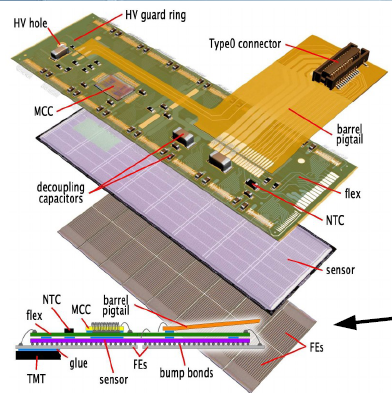 HV hole
HV guard ring
Type0 connector
MCC
barrel
pigtail
decoupling
capacitors
flex
NTC
sensor
barrel
pigtail
MCC
NTC
flex
FEs
glue
TMT
sensor
FEs
bump bonds